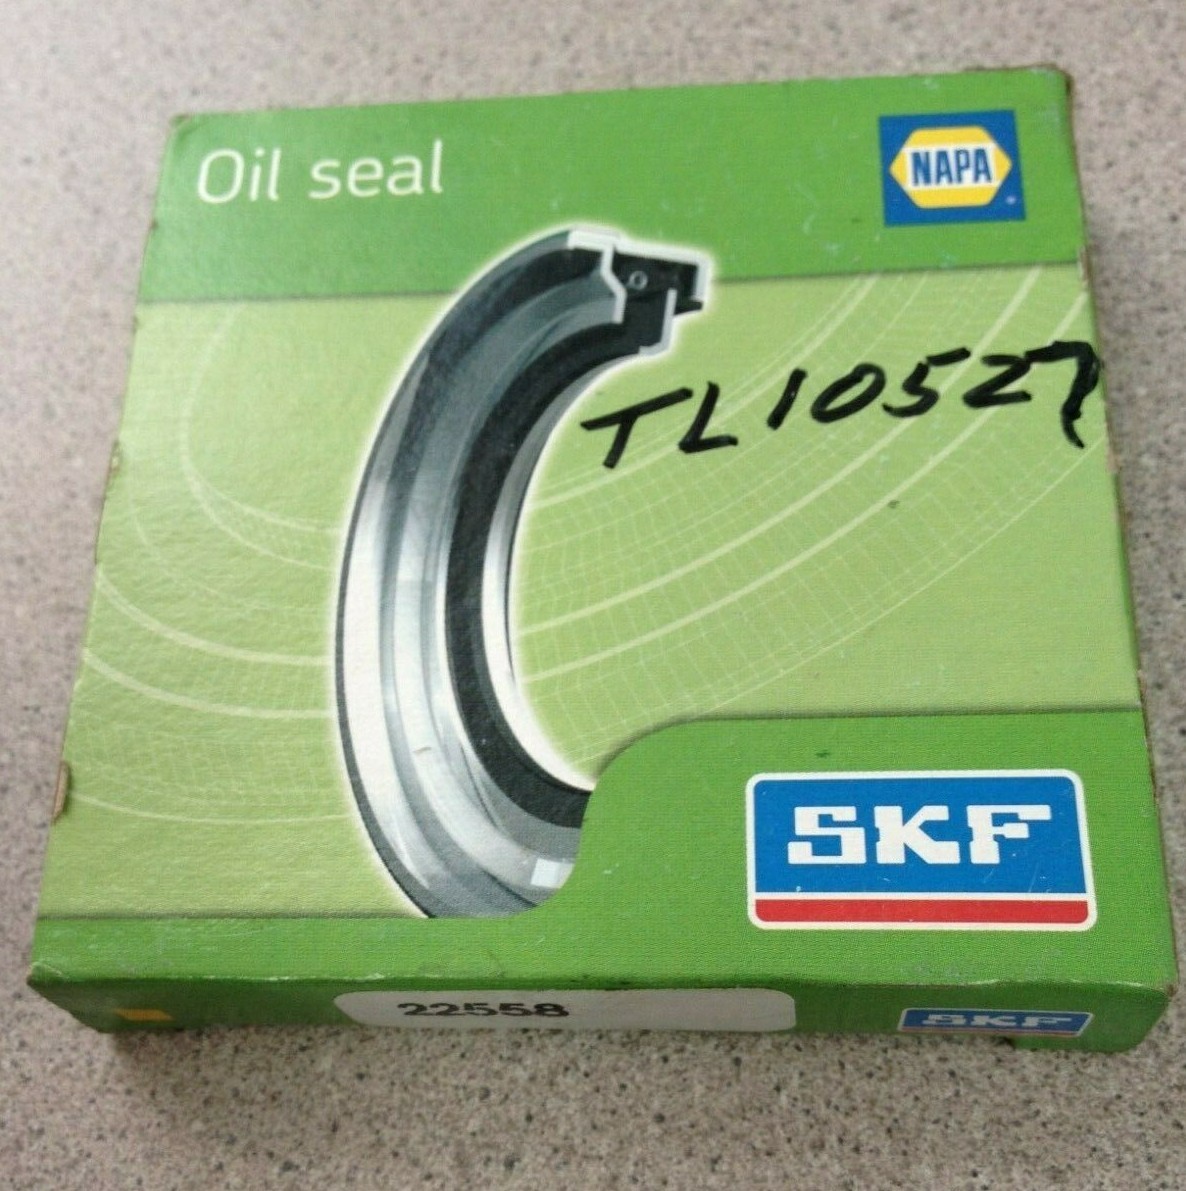 Oil seal
NAPA
TL10527
SKF
22558
SKF